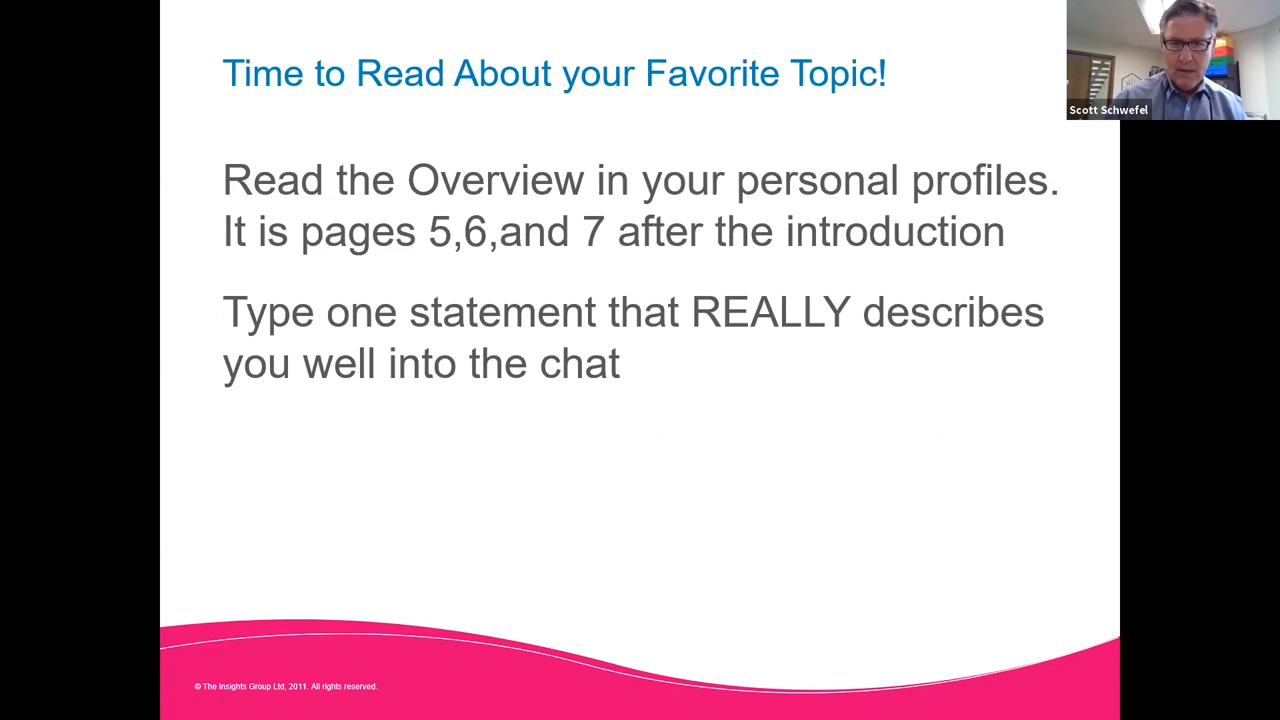 Time to Read About your Favorite Topic!
Scott Schwefel
Read the Overview in your personal profiles.
It is pages 5,6,and 7 after the introduction
Type one statement that REALLY describes
you well into the chat
© The Insights Group Ltd, 2011. All rights reserved.